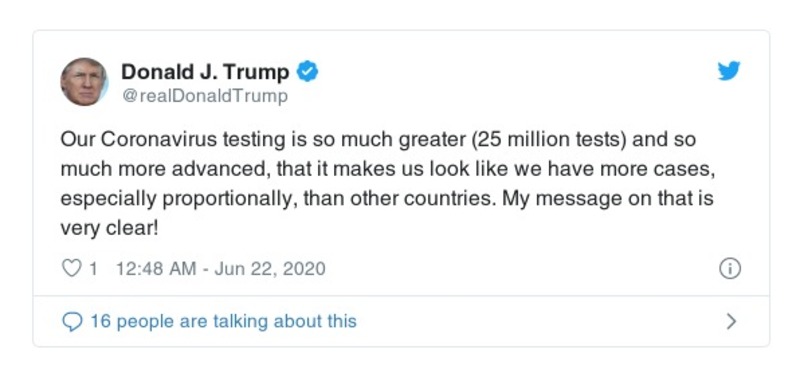 Donald J. Trump
@realDonaldTrump
Our Coronavirus testing is so much greater (25 million tests) and so
much more advanced, that it makes us look like we have more cases,
especially proportionally, than other countries. My message on that is
very clear!
1 12:48 AM - Jun 22, 2020
16 people are talking about this